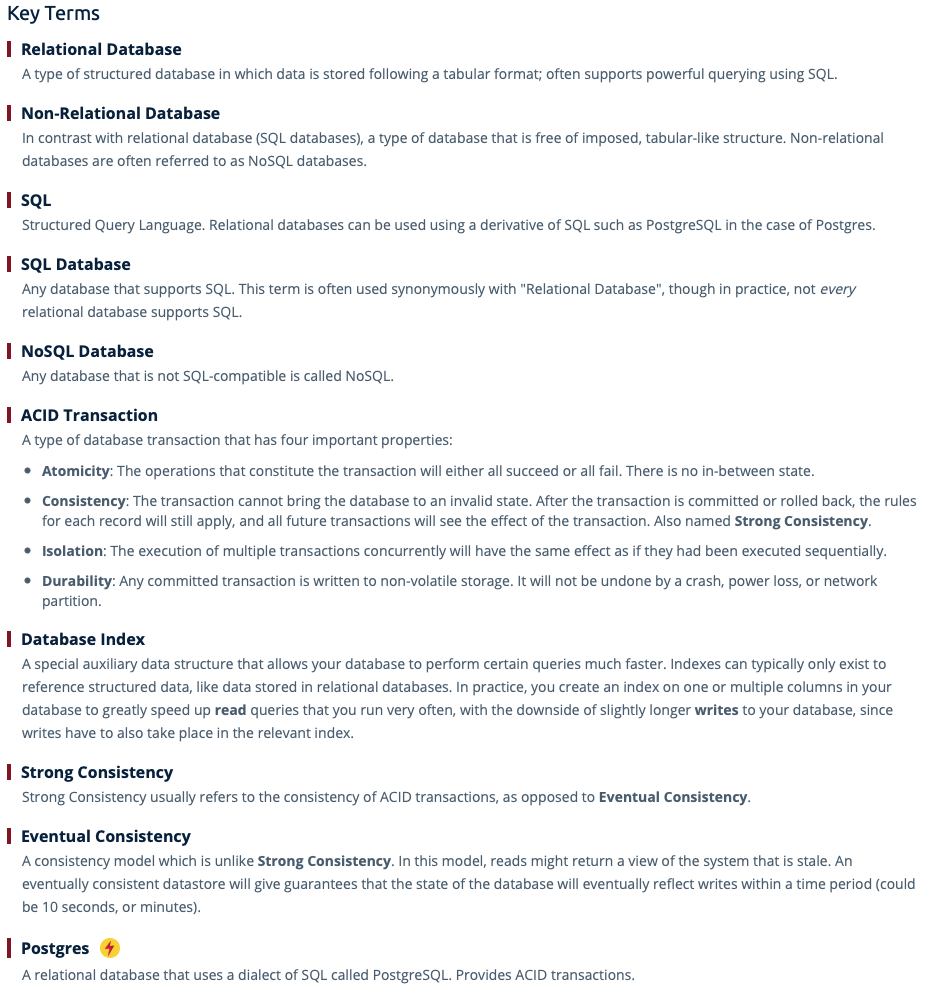 Key Terms
Relational Database
A type of structured database in which data is stored following a tabular format; often supports powerful querying using SQL.
Non-Relational Database
In contrast with relational database (SQL databases), a type of database that is free of imposed, tabular-like structure. Non-relational
databases are often referred to as NoSQL databases.
SQL
Structured Query Language. Relational databases can be used using a derivative of SQL such as PostgreSQL in the case of Postgres.
SQL Database
Any database that supports SQL. This term is often used synonymously with "Relational Database", though in practice, not every
relational database supports SQL.
NoSQL Database
Any database that is not SQL-compatible is called NoSQL.
ACID Transaction
A type of database transaction that has four important properties:
• Atomicity: The operations that constitute the transaction will either all succeed or all fail. There is no in-between state.
• Consistency: The transaction cannot bring the database to an invalid state. After the transaction is committed or rolled back, the rules
for each record will still apply, and all future transactions will see the effect of the transaction. Also named Strong Consistency.
• Isolation: The execution of multiple transactions concurrently will have the same effect as if they had been executed sequentially.
• Durability: Any committed transaction is written to non-volatile storage. It will not be undone by a crash, power loss, or network
partition.
Database Index
A special auxiliary data structure that allows your database to perform certain queries much faster. Indexes can typically only exist to
reference structured data, like data stored in relational databases. In practice, you create an index on one or multiple columns in your
database to greatly speed up read queries that you run very often, with the downside of slightly longer writes to your database, since
writes have to also take place in the relevant index.
Strong Consistency
Strong Consistency usually refers to the consistency of ACID transactions, as opposed to Eventual Consistency.
Eventual Consistency
A consistency model which is unlike Strong Consistency. In this model, reads might return a view of the system that is stale. An
eventually consistent datastore will give guarantees that the state of the database will eventually reflect writes within a time period (could
be 10 seconds, or minutes).
Postgres
A relational database that uses a dialect of SQL called PostgreSQL. Provides ACID transactions.